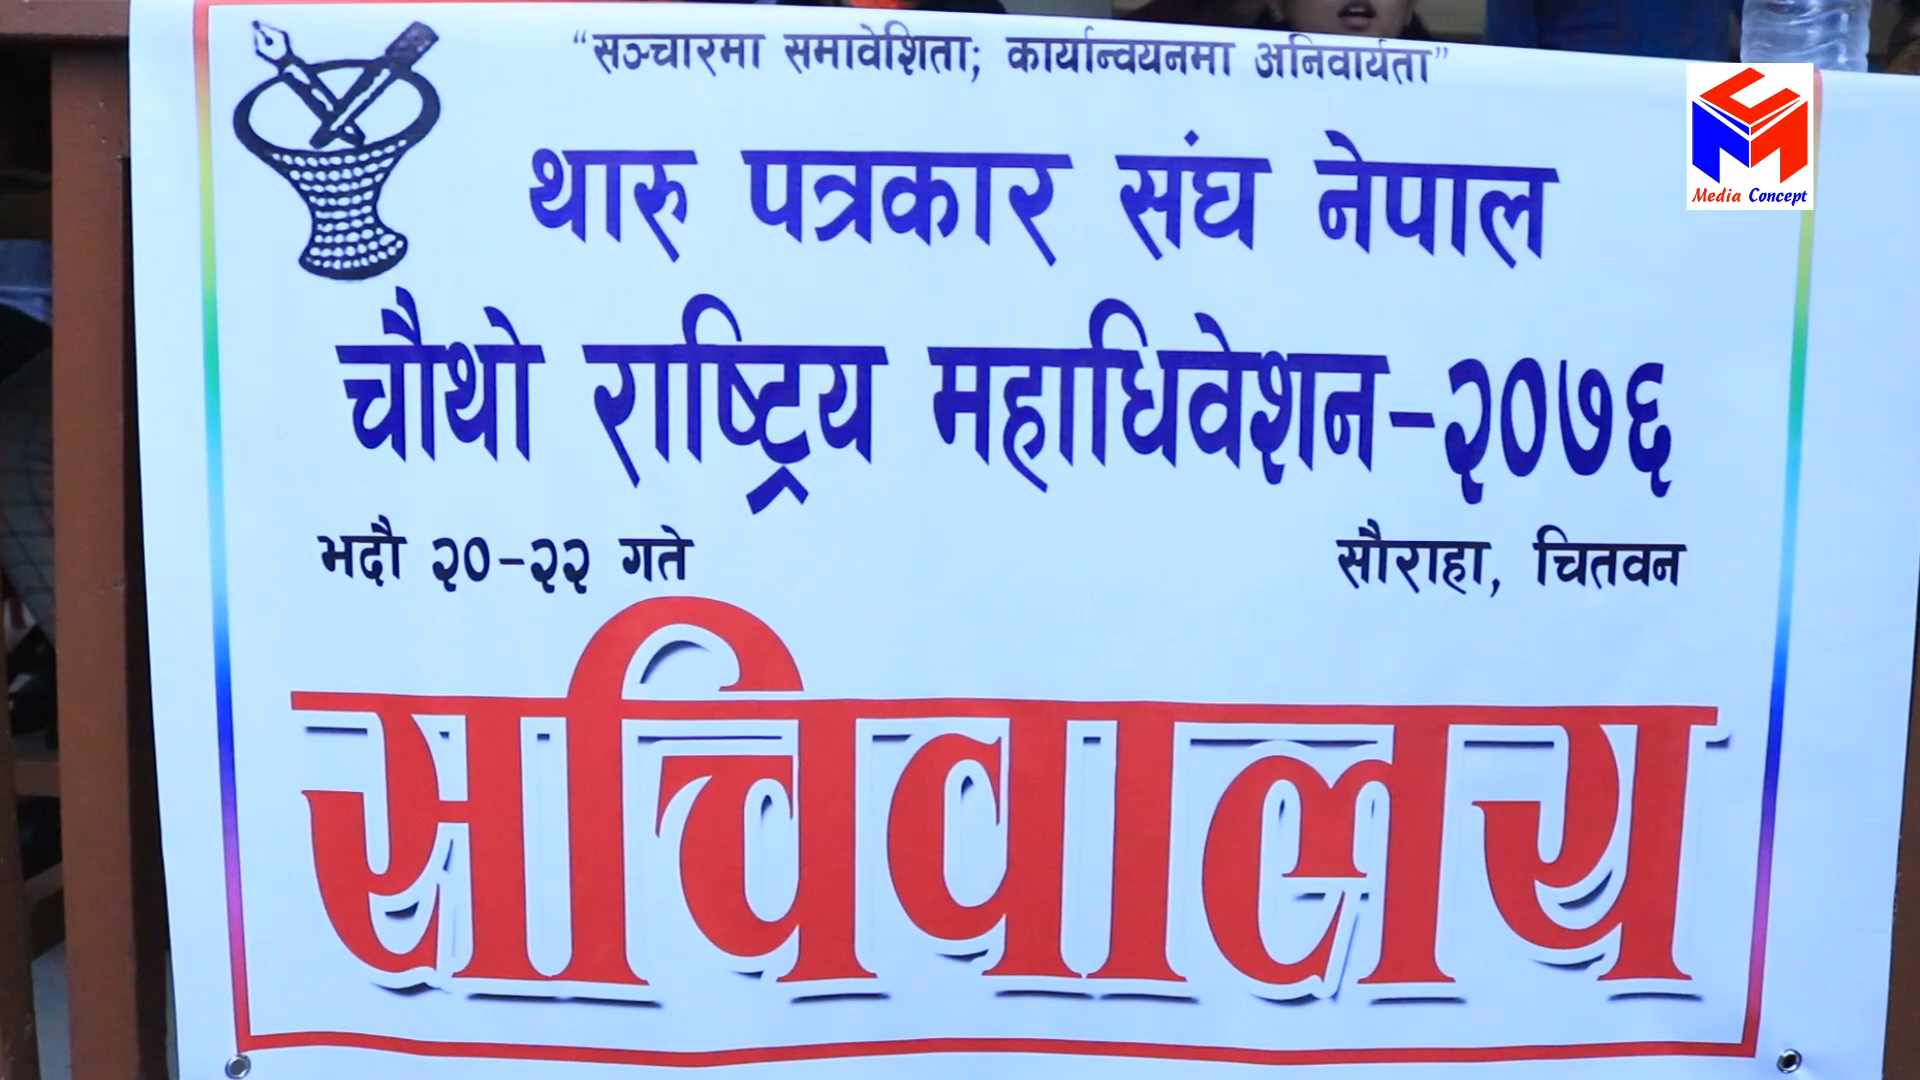 “सञ्चारमा समावेशिता; कार्यान्वयनमा अनिवार्यता”
थारु पत्रकार संघ नेपाल
चौथो राष्ट्रिय महाधिवेशन-२०७६
भदौ २०-२२ गते
सौराहा, चितवन
सचिवालय
Media Concept